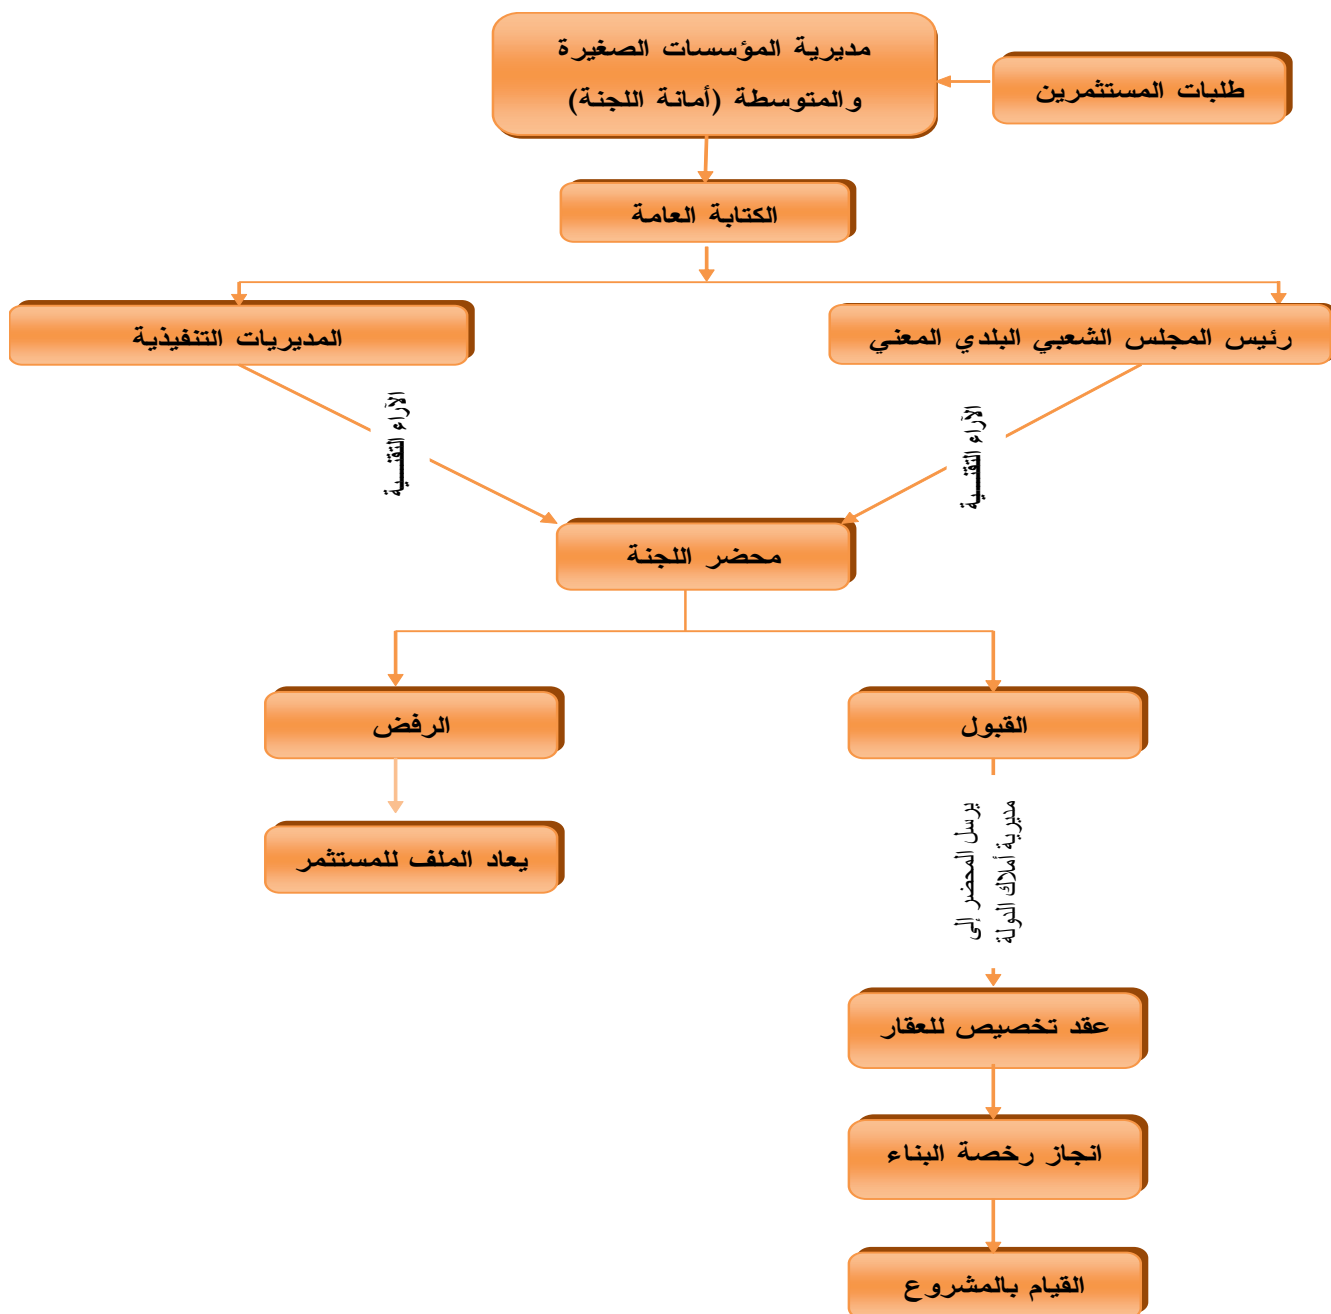 مديرية المؤسسات الصغيرة
والمتوسطة (أمانة اللجنة)
طلبات المستثمرين
الكتابة العامة
رئيس المجلس الشعبي البلدي المعني
المديريات التنفيذية
الآراء التقنــــية
الآراء التقنــــية
محضر اللجنة
القبول
الرفض
يرسل المحضر إلى
مديرية أملاك الدولة
يعاد الملف للمستثمر
عقد تخصيص للعقار
انجاز رخصة البناء
القيام بالمشروع